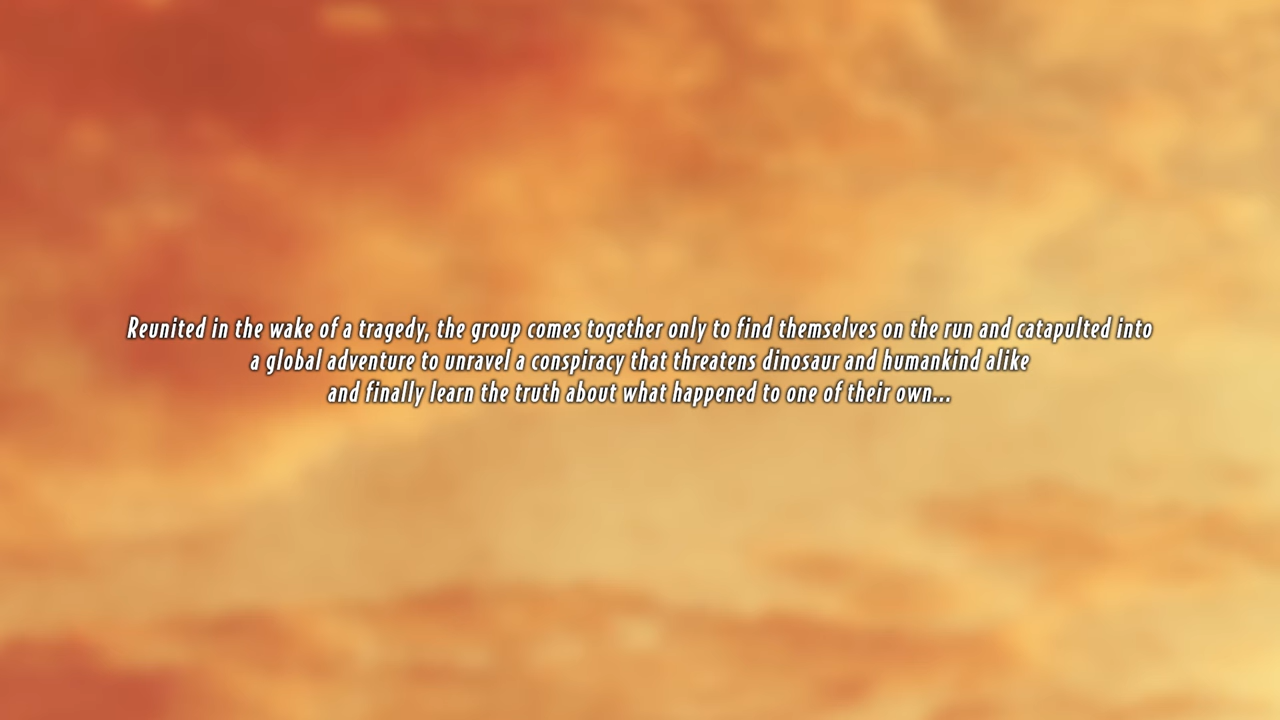 Reunited in the wake of a tragedy, the group comes together only to find themselves on the run and catapulted into
a global adventure to unravel a conspiracy that threatens dinosaur and humankind alike
and finally learn the truth about what happened to one of their own...